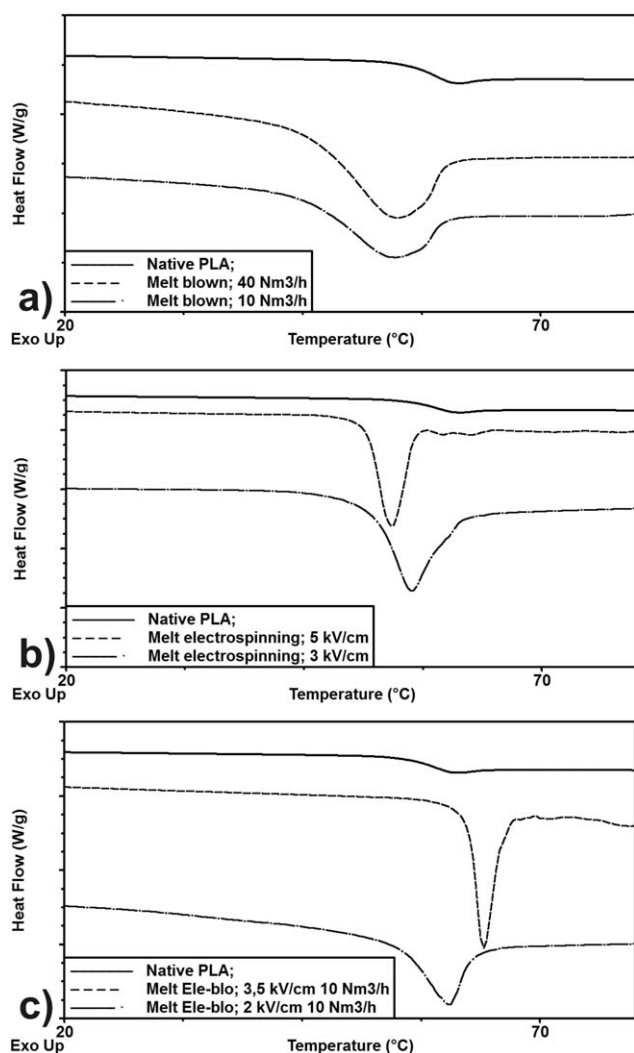 Heat Flow (W/g)
Native PLA;
Melt blown; 40 Nm3/h
Melt blown; 10 Nm3/h
a)
20
70
Exo Up
Temperature (°C)
Heat Flow (W/g)
Native PLA;
Melt electrospinning; 5 kV/cm
Melt electrospinning; 3 kV/cm
b)
20
70
Exo Up
Temperature (°C)
Heat Flow (W/g)
Native PLA;
Melt Ele-blo; 3,5 kV/cm 10 Nm3/h
Melt Ele-blo; 2 kV/cm 10 Nm3/h
c)
20
70
Exo Up
Temperature (°C)